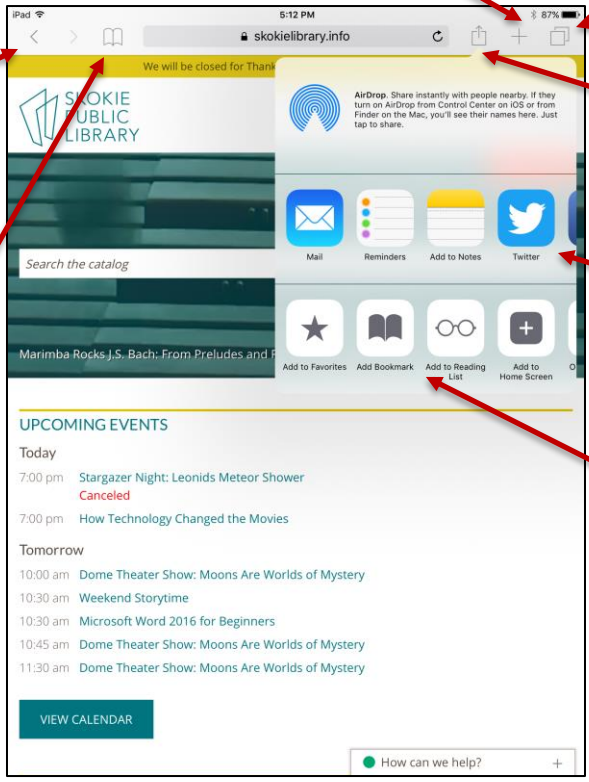 iPad 5:12 PM 87%
skokielibrary.info
We will be closed for Thank
SKOKIE
PUBLIC
LIBRARY
AirDrop. Share instantly with people nearby. If they
turn on AirDrop from Control Center on iOS or from
Finder on the Mac, you'll see their names here. Just
tap to share.
Mail Reminders Add to Notes Twitter
Search the catalog
Marimba Rocks J.S. Bach: From Preludes and F
Add to Favorites Add Bookmark Add to Reading List Add to Home Screen O
UPCOMING EVENTS
Today
7:00 pm Stargazer Night: Leonids Meteor Shower
Canceled
7:00 pm How Technology Changed the Movies
Tomorrow
10:00 am Dome Theater Show: Moons Are Worlds of Mystery
10:30 am Weekend Storytime
10:30 am Microsoft Word 2016 for Beginners
10:45 am Dome Theater Show: Moons Are Worlds of Mystery
11:30 am Dome Theater Show: Moons Are Worlds of Mystery
VIEW CALENDAR
How can we help? +